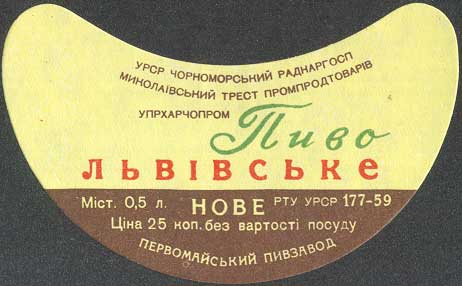 УРСР ЧОРНОМОРСЬКИЙ РАДНАРГОСП
МИКОЛАЇВСЬКИЙ ТРЕСТ ПРОМПРОДТОВАРІВ
УПРХАРЧОПРОМ
Пиво
ЛЬВІВСЬКЕ
Міст. 0,5 л. НОВЕ РТУ УРСР 177-59
Ціна 25 коп. без вартості посуду
ПЕРВОМАЙСЬКИЙ ПИВЗАВОД